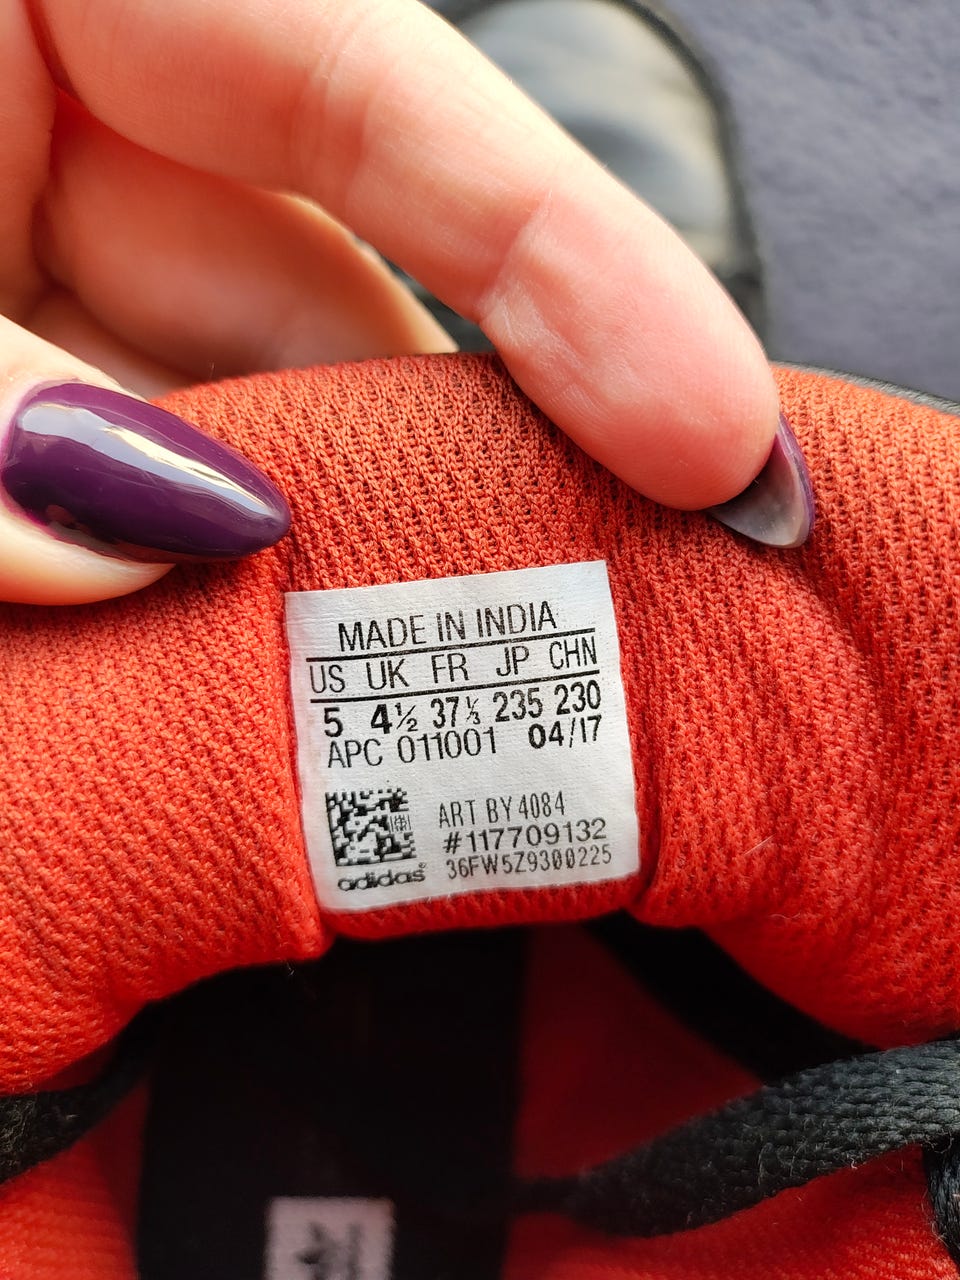 MADE IN INDIA
US UK FR JP CHN
5 4½ 37⅓ 235 230
APC 011001 04/17
ART BY4084
#117709132
36FW5Z9300225
adidas®